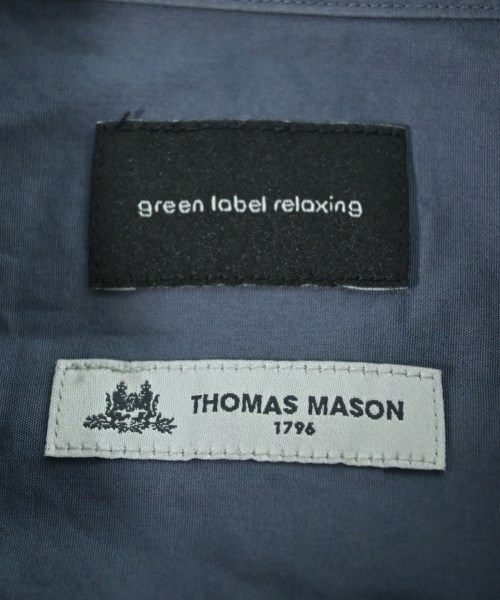 green label relaxing
THOMAS MASON
1796